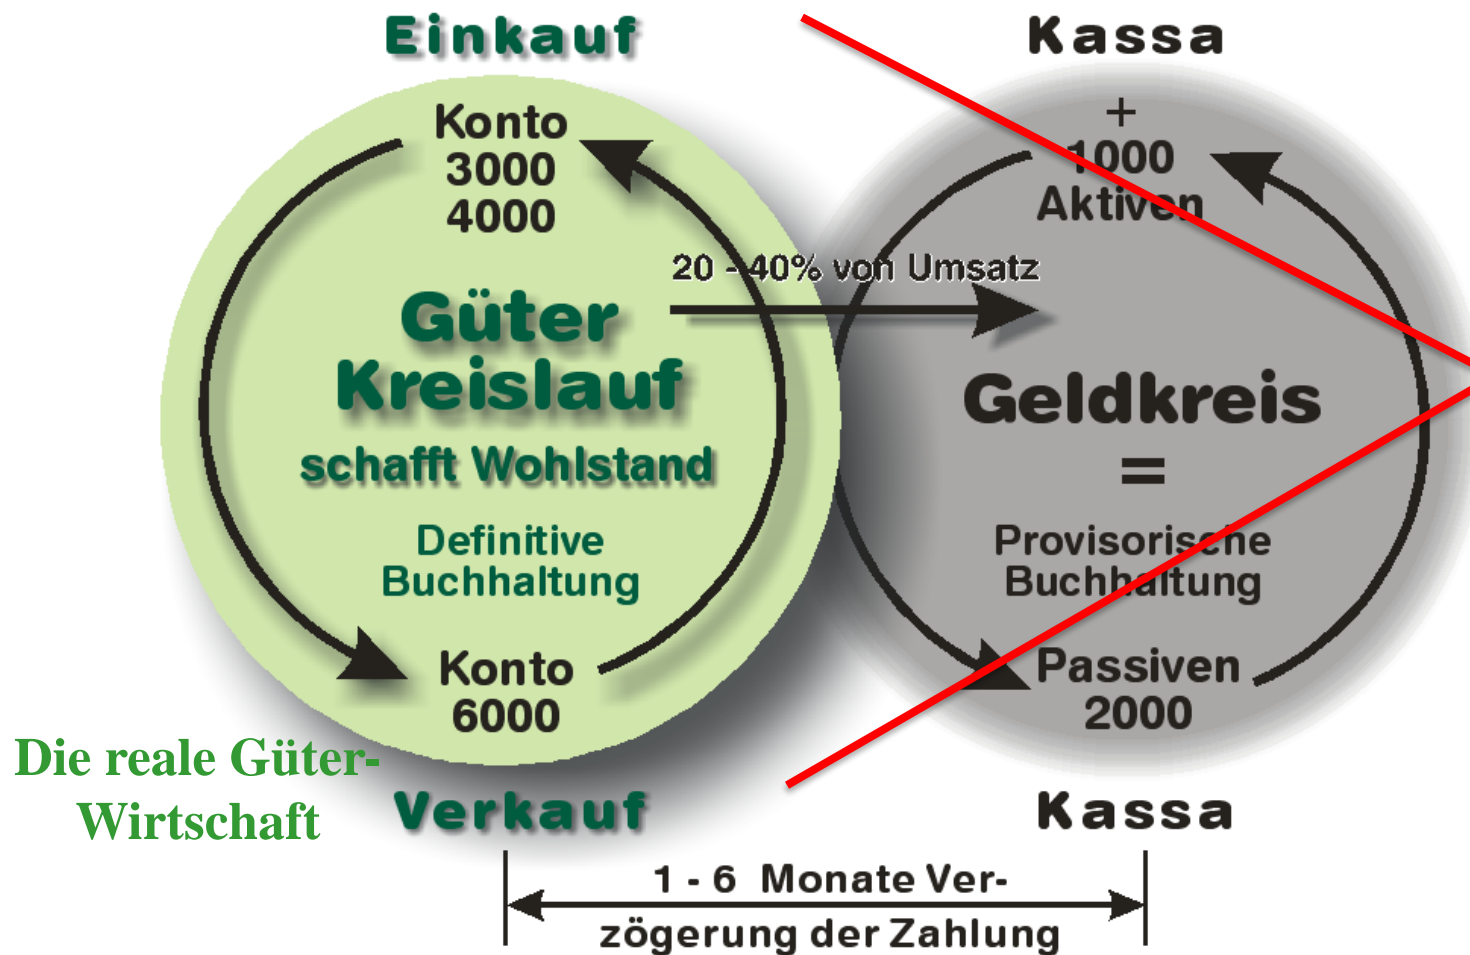 Einkauf
Konto
3000
4000
Güter
Kreislauf
schafft Wohlstand
Definitive
Buchhaltung
Konto
6000
Verkauf
Die reale Güter-
Wirtschaft
20 - 40% von Umsatz
Kassa
+
1000
Aktiven
Geldkreis
=
Provisorische
Buchhaltung
Passiven
2000
Kassa
1 - 6 Monate Ver-
zögerung der Zahlung